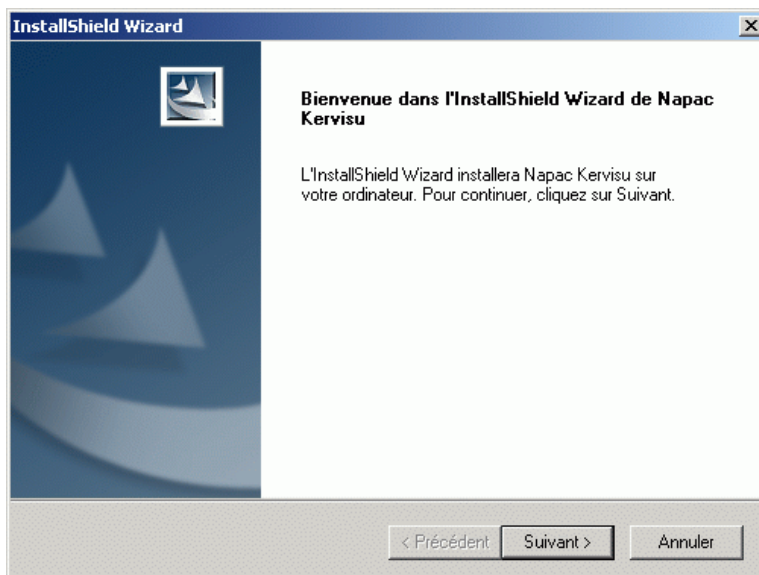 InstallShield Wizard
Bienvenue dans l'InstallShield Wizard de Napac
Kervisu
L'InstallShield Wizard installera Napac Kervisu sur
votre ordinateur. Pour continuer, cliquez sur Suivant.
< Précédent Suivant > Annuler